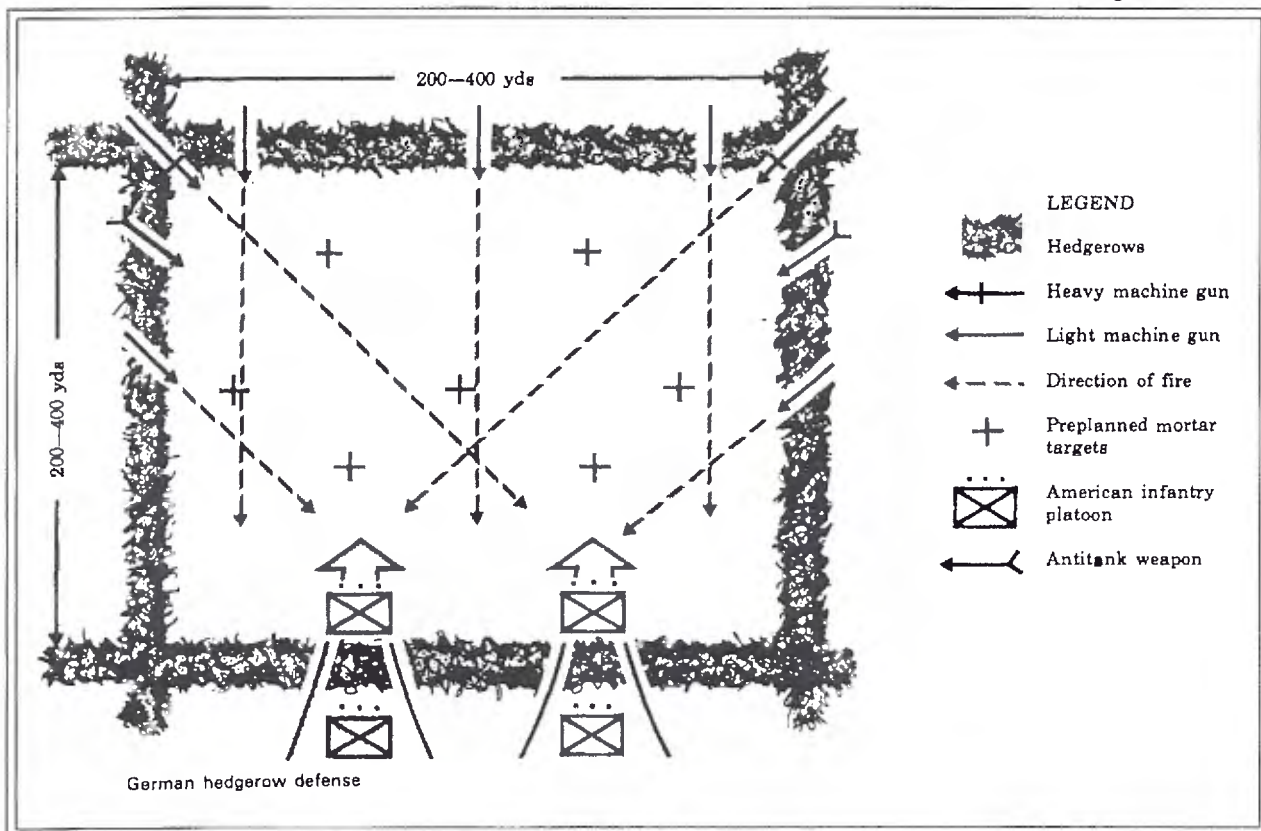 200–400 yds
200–400 yds
LEGEND
Hedgerows
Heavy machine gun
Light machine gun
Direction of fire
Preplanned mortar
targets
American infantry
platoon
Antitank weapon
German hedgerow defense